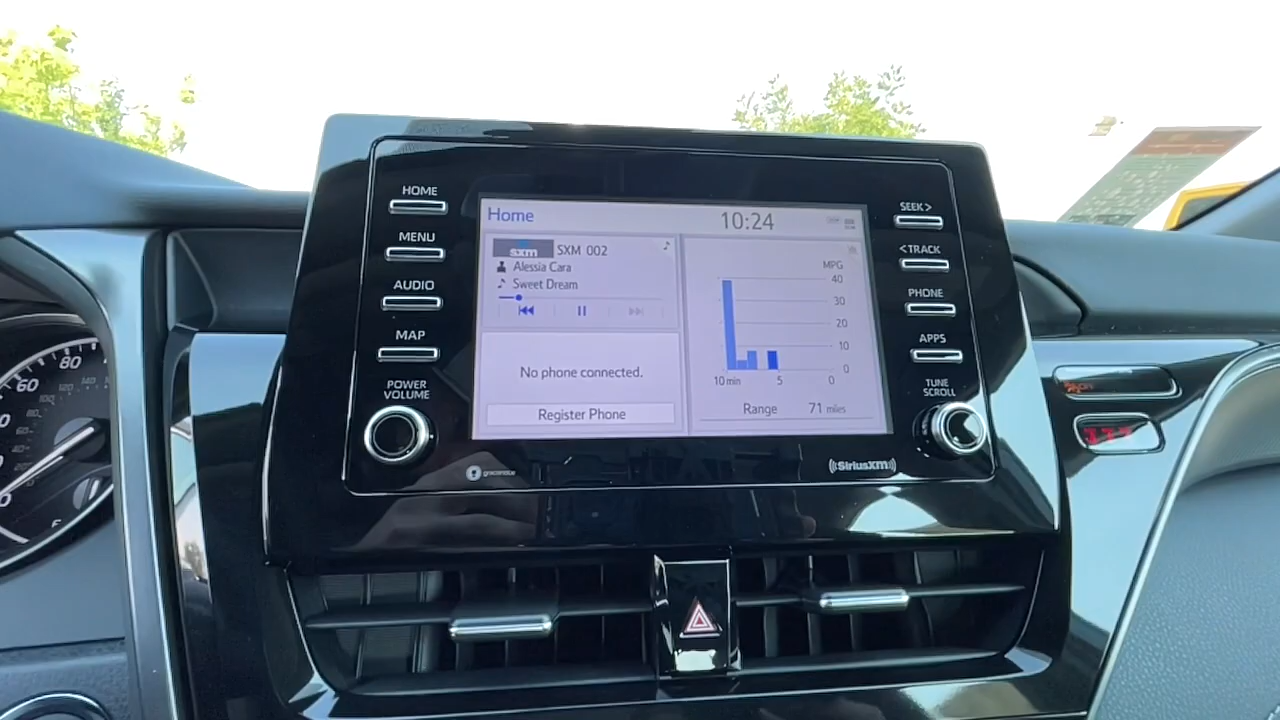 HOME
MENU
AUDIO
MAP
POWER
VOLUME
Home
10:24
sxm
SXM 002
Alessia Cara
Sweet Dream
No phone connected.
Register Phone
MPG
40
30
20
10
0
10 min
5
0
Range
71 miles
SEEK >
< TRACK
PHONE
APPS
TUNE
SCROLL
gracenote
((SiriusXM))
80
60
F